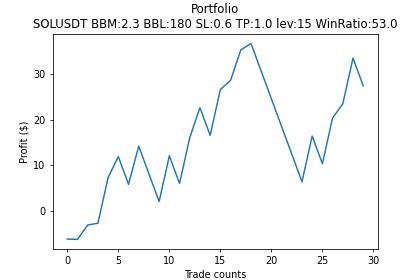 Portfolio
SOLUSDT BBM:2.3 BBL:180 SL:0.6 TP:1.0 lev:15 WinRatio:53.0
30
20
10
0
Profit ($)
0 5 10 15 20 25 30
Trade counts